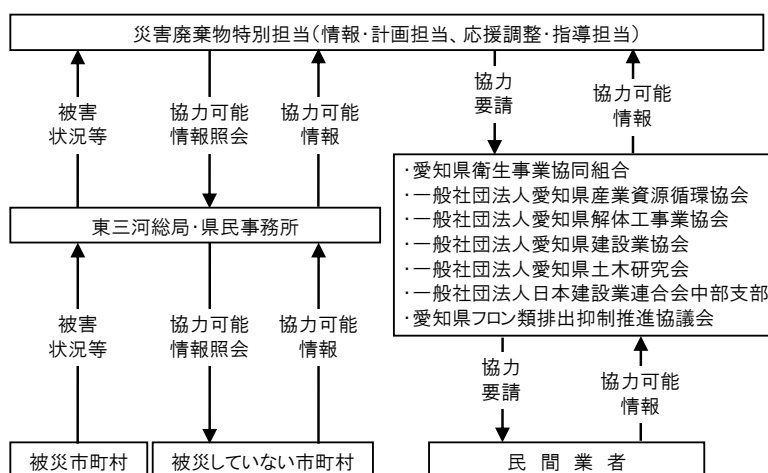 災害廃棄物特別担当（情報・計画担当、応援調整・指導担当）
被害
状況等
協力可能
情報照会
協力可能
情報
協力
要請
協力可能
情報
・愛知県衛生事業協同組合
・一般社団法人愛知県産業資源循環協会
・一般社団法人愛知県解体工事業協会
・一般社団法人愛知県建設業協会
・一般社団法人愛知県土木研究会
・一般社団法人日本建設業連合会中部支部
・愛知県フロン類排出抑制推進協議会
東三河総局・県民事務所
被害
状況等
協力可能
情報照会
協力可能
情報
協力
要請
協力可能
情報
被災市町村
被災していない市町村
民 間 業 者